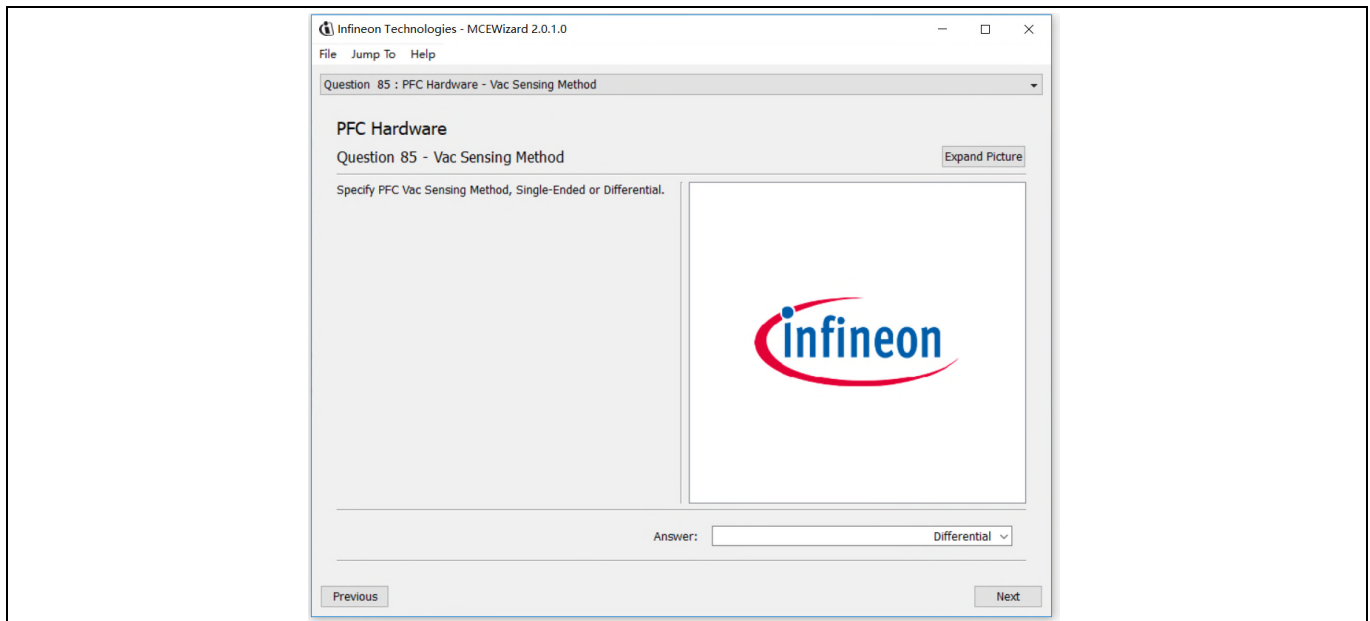 Infineon Technologies - MCEWizard 2.0.1.0
File Jump To Help
Question 85 : PFC Hardware - Vac Sensing Method
PFC Hardware
Question 85 - Vac Sensing Method
Expand Picture
Specify PFC Vac Sensing Method, Single-Ended or Differential.
infineon
Answer: Differential
Previous Next